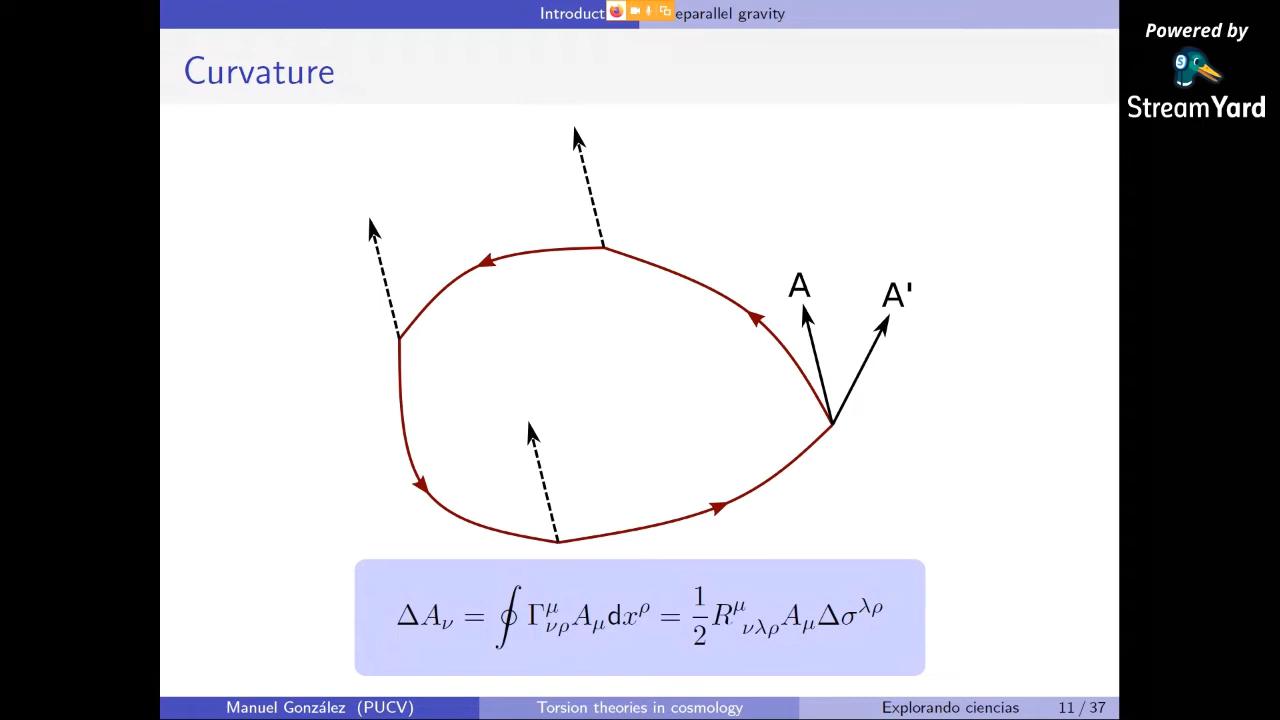 Introduct eparallel gravity
Powered by
StreamYard
Curvature
A
A'
ΔA_ν = ∮ Γ^μ_{νρ} A_μ dx^ρ = 1/2 R^μ_{νλρ} A_μ Δσ^{λρ}
Manuel González (PUCV) Torsion theories in cosmology Explorando ciencias 11 / 37